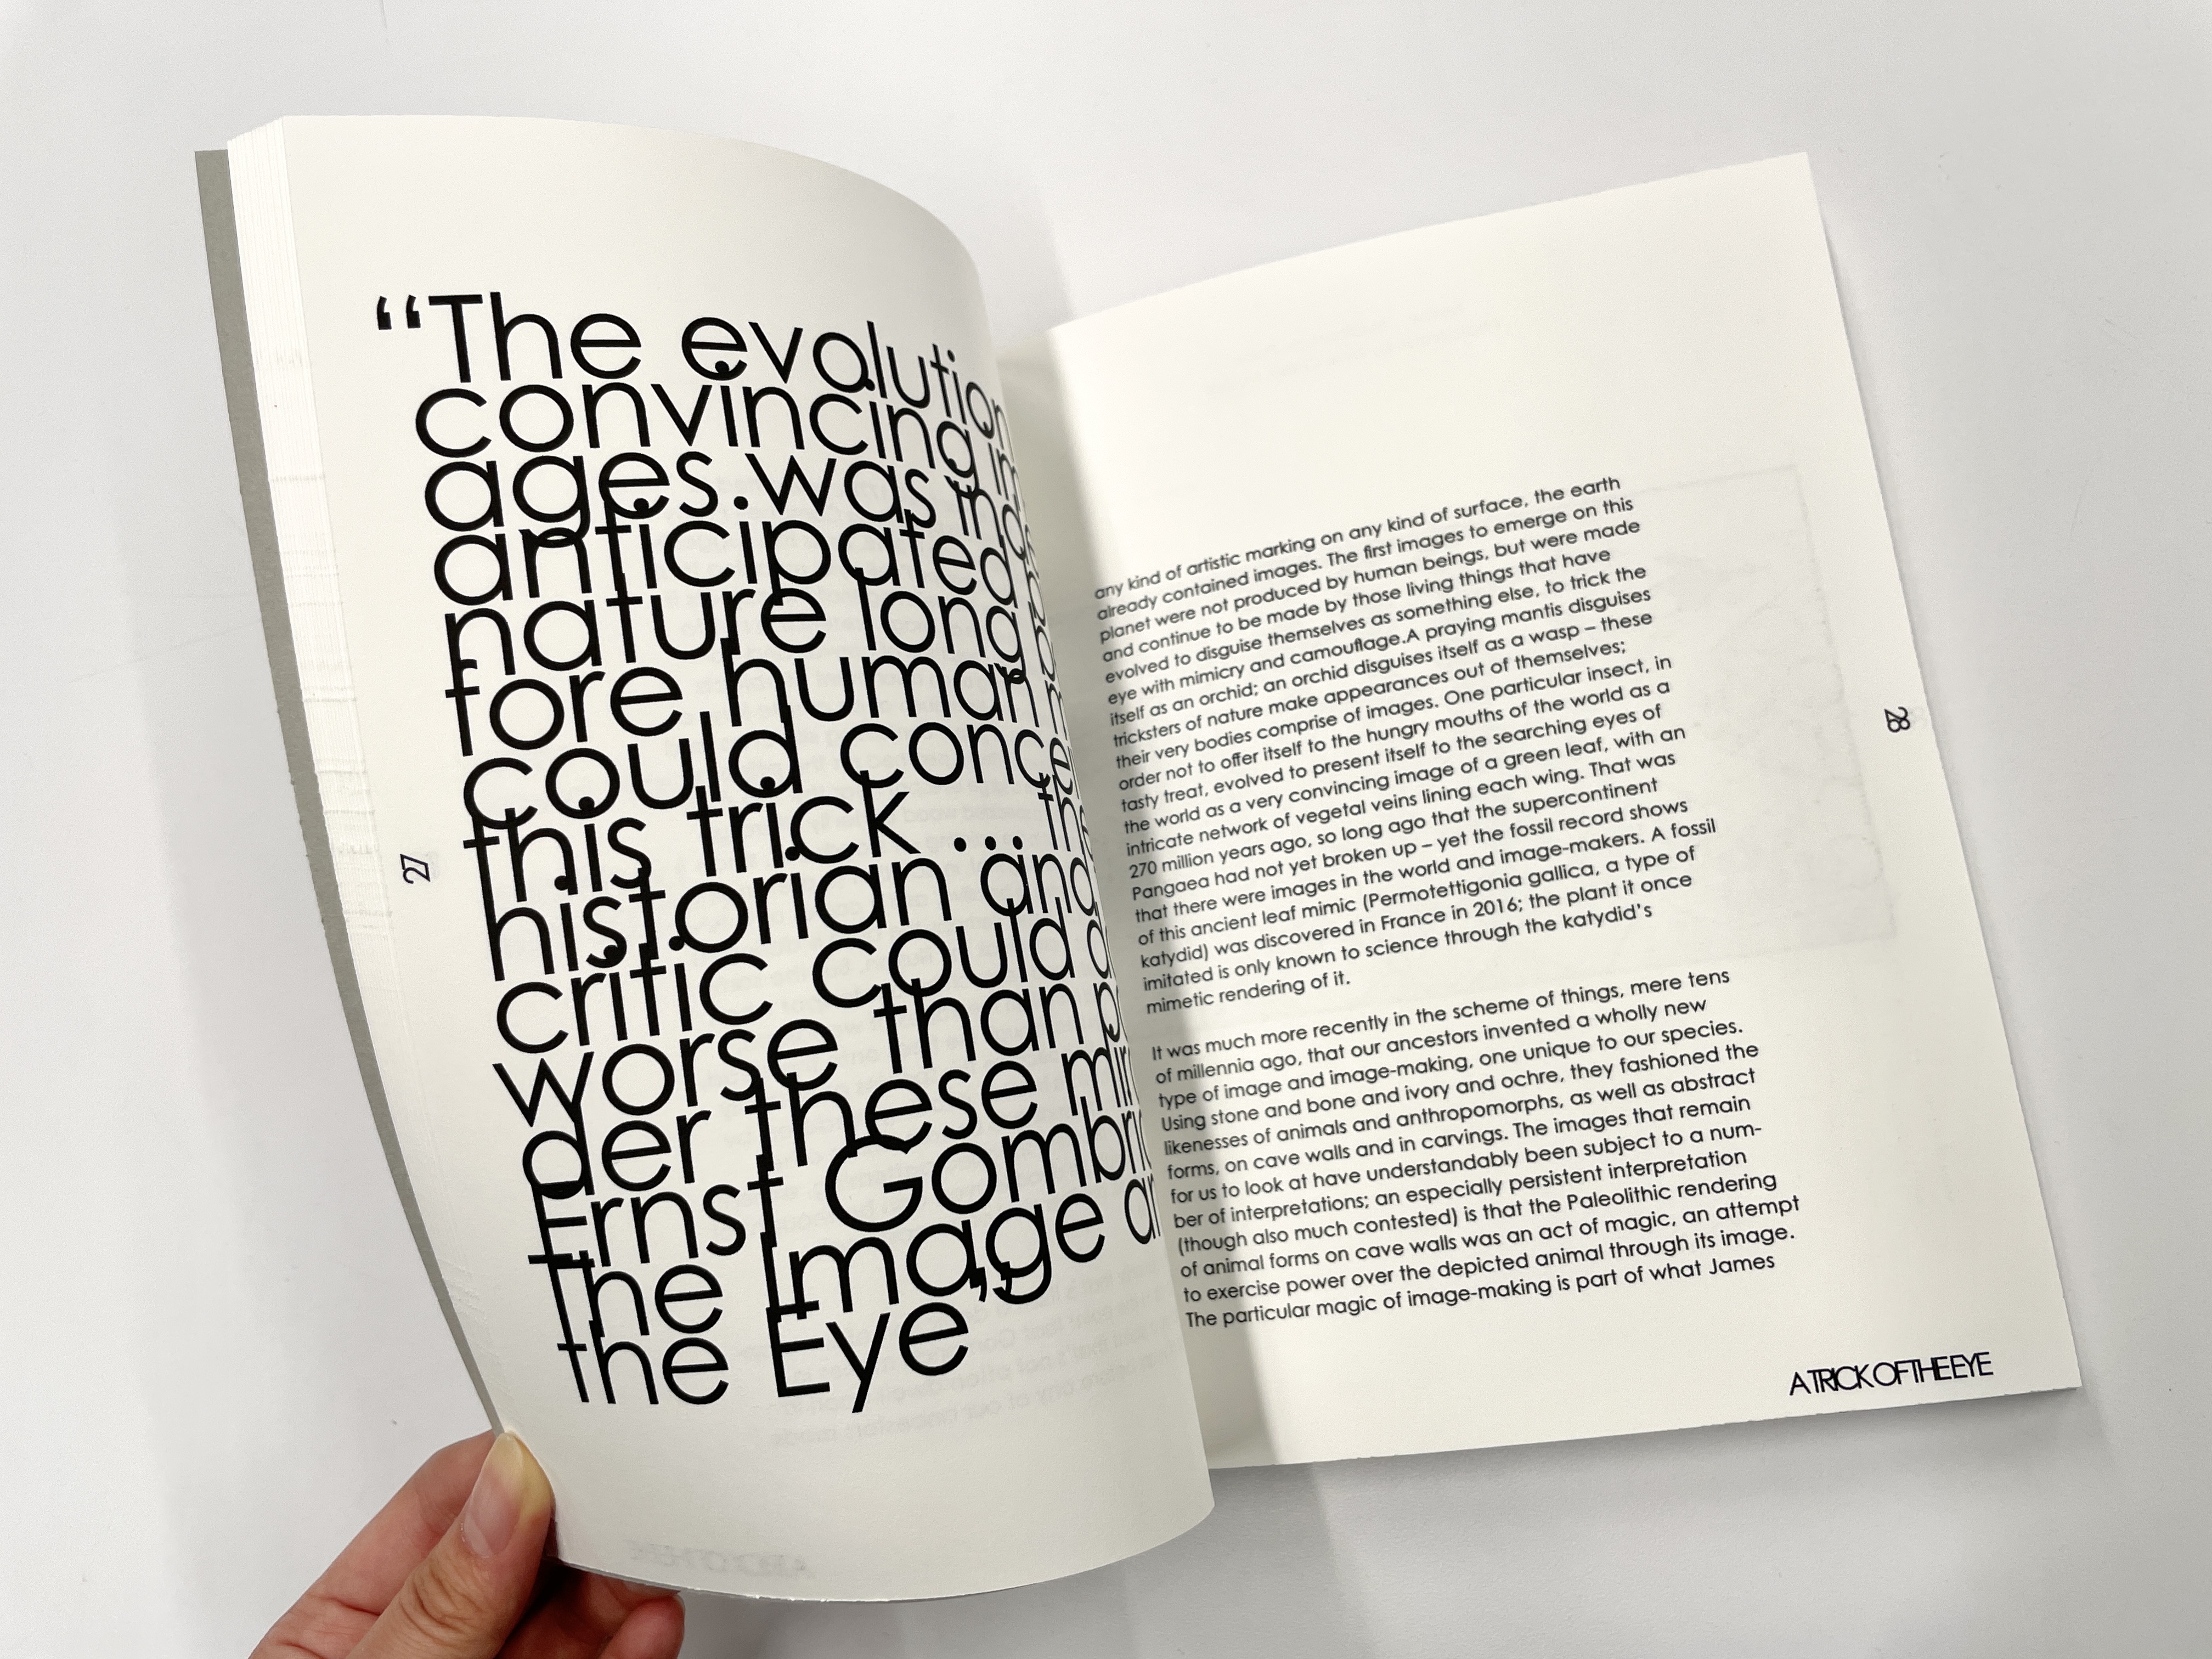 “The evolution
convincing im
ages.was
anticipated
nature long
fore human
could conce
this trick ... the
historian and
critic could
worse than
der these
Ernst Gombric
The Image an
the Eye”
27
any kind of artistic marking on any kind of surface, the earth
already contained images. The first images to emerge on this
planet were not produced by human beings, but were made
and continue to be made by those living things that have
evolved to disguise themselves as something else, to trick the
eye with mimicry and camouflage.A praying mantis disguises
itself as an orchid; an orchid disguises itself as a wasp – these
tricksters of nature make appearances out of themselves;
their very bodies comprise of images. One particular insect, in
order not to offer itself to the hungry mouths of the world as a
tasty treat, evolved to present itself to the searching eyes of
the world as a very convincing image of a green leaf, with an
intricate network of vegetal veins lining each wing. That was
270 million years ago, so long ago that the supercontinent
Pangaea had not yet broken up – yet the fossil record shows
that there were images in the world and image-makers. A fossil
of this ancient leaf mimic (Permotettigonia gallica, a type of
katydid) was discovered in France in 2016; the plant it once
imitated is only known to science through the katydid’s
mimetic rendering of it.
It was much more recently in the scheme of things, mere tens
of millennia ago, that our ancestors invented a wholly new
type of image and image-making, one unique to our species.
Using stone and bone and ivory and ochre, they fashioned the
likenesses of animals and anthropomorphs, as well as abstract
forms, on cave walls and in carvings. The images that remain
for us to look at have understandably been subject to a num-
ber of interpretations; an especially persistent interpretation
(though also much contested) is that the Paleolithic rendering
of animal forms on cave walls was an act of magic, an attempt
to exercise power over the depicted animal through its image.
The particular magic of image-making is part of what James
28
A TRICK OF THE EYE